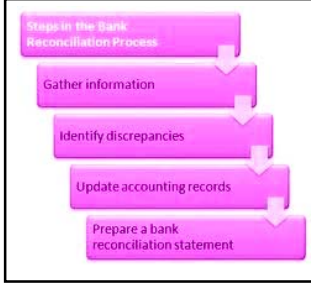 Steps in the Bank
Reconciliation Process
Gather information
Identify discrepancies
Update accounting records
Prepare a bank
reconciliation statement